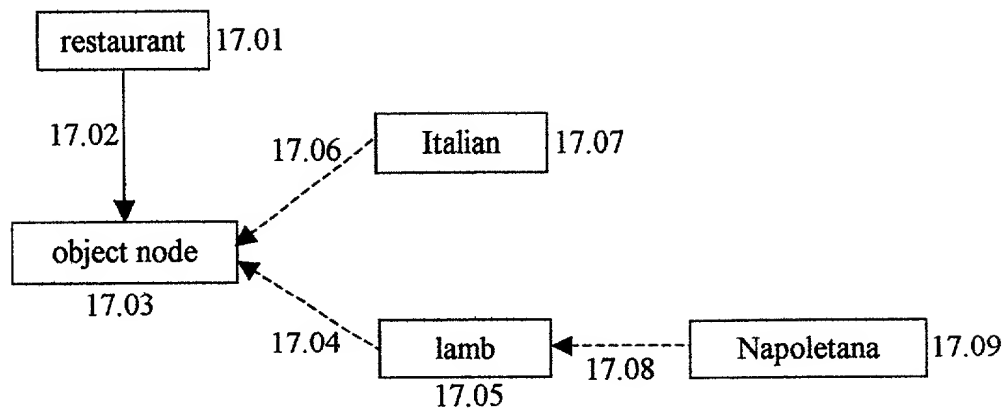 restaurant 17.01
17.02
17.06
Italian 17.07
object node
17.03
17.04
lamb
17.05
17.08
Napoletana 17.09